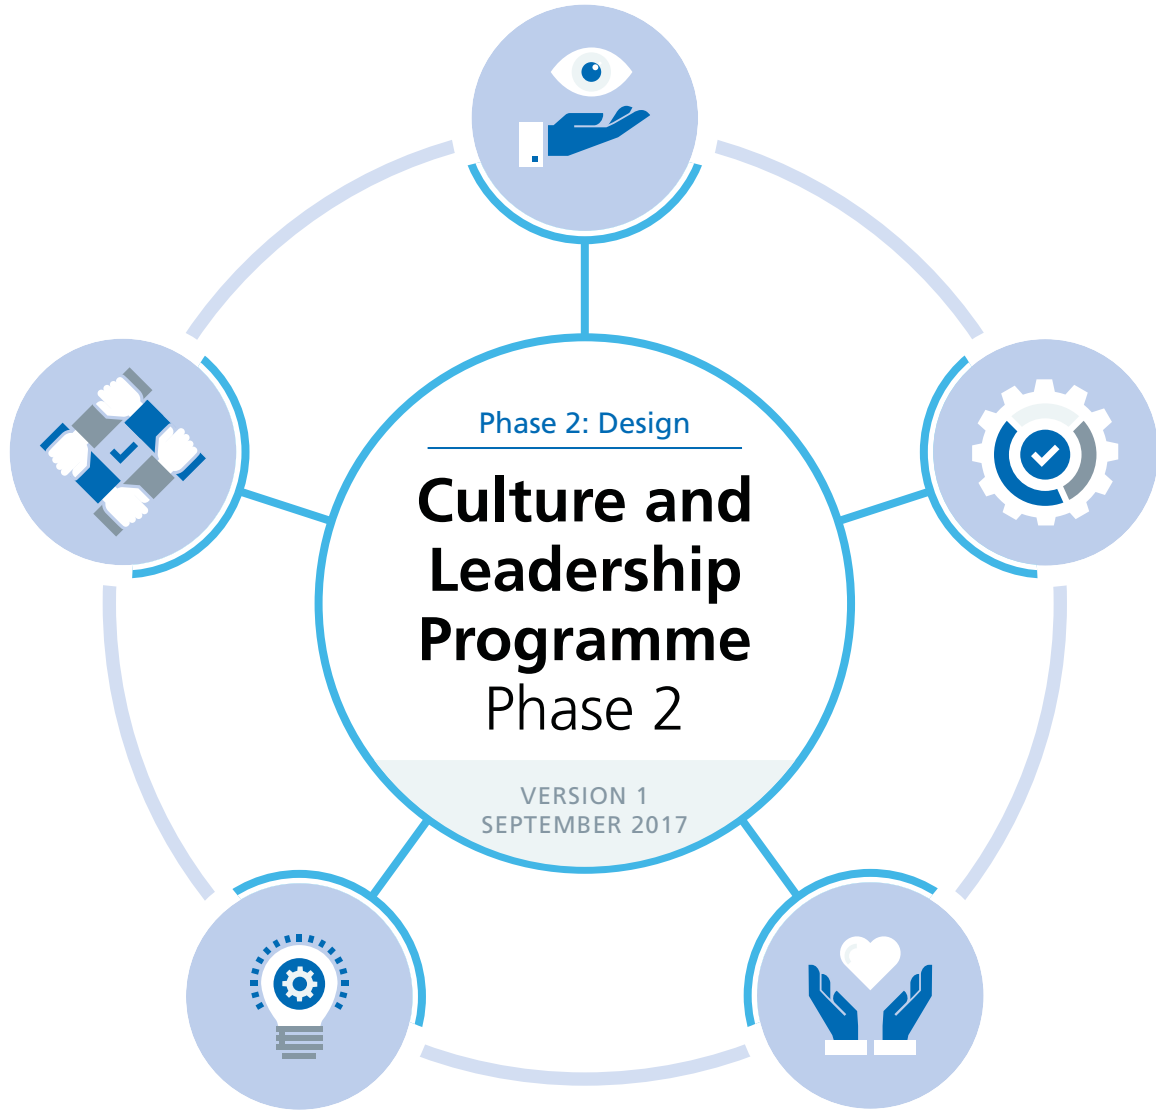 Phase 2: Design
Culture and
Leadership
Programme
Phase 2
VERSION 1
SEPTEMBER 2017